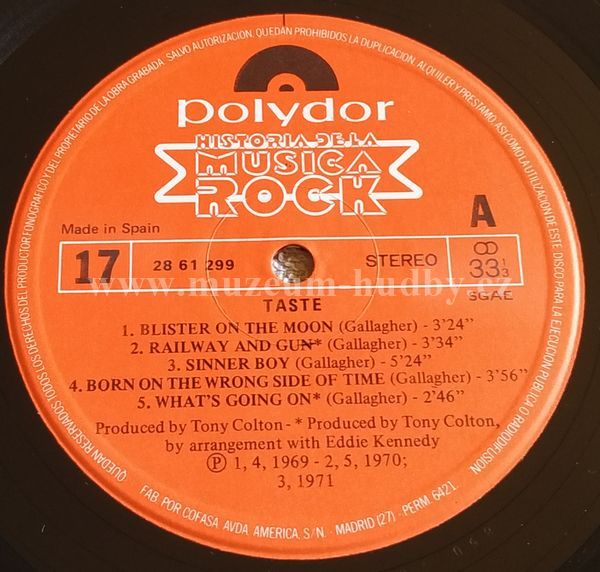 QUEDAN RESERVADOS TODOS LOS DERECHOS DEL PRODUCTOR FONOGRAFICO Y DEL PROPIETARIO DE LA OBRA GRABADA. SALVO AUTORIZACION, QUEDAN PROHIBIDOS LA DUPLICACION, ALQUILER Y PRESTAMO, ASI COMO LA UTILIZACION DE ESTE DISCO PARA LA EJECUCION PUBLICA O RADIODIFUSION
polydor
HISTORIA DE LA
MUSICA
ROCK
Made in Spain
A
17
28 61 299
STEREO
33 1/3
SGAE
www.muzeum-hudby.cz
TASTE
1. BLISTER ON THE MOON (Gallagher) - 3'24"
2. RAILWAY AND GUN* (Gallagher) - 3'34"
3. SINNER BOY (Gallagher) - 5'24"
4. BORN ON THE WRONG SIDE OF TIME (Gallagher) - 3'56"
5. WHAT'S GOING ON* (Gallagher) - 2'46"
Produced by Tony Colton - * Produced by Tony Colton,
by arrangement with Eddie Kennedy
Ⓟ 1, 4, 1969 - 2, 5, 1970;
3, 1971
FAB. POR COFASA AVDA. AMERICA, S/N. - MADRID (27) - PERM 6421